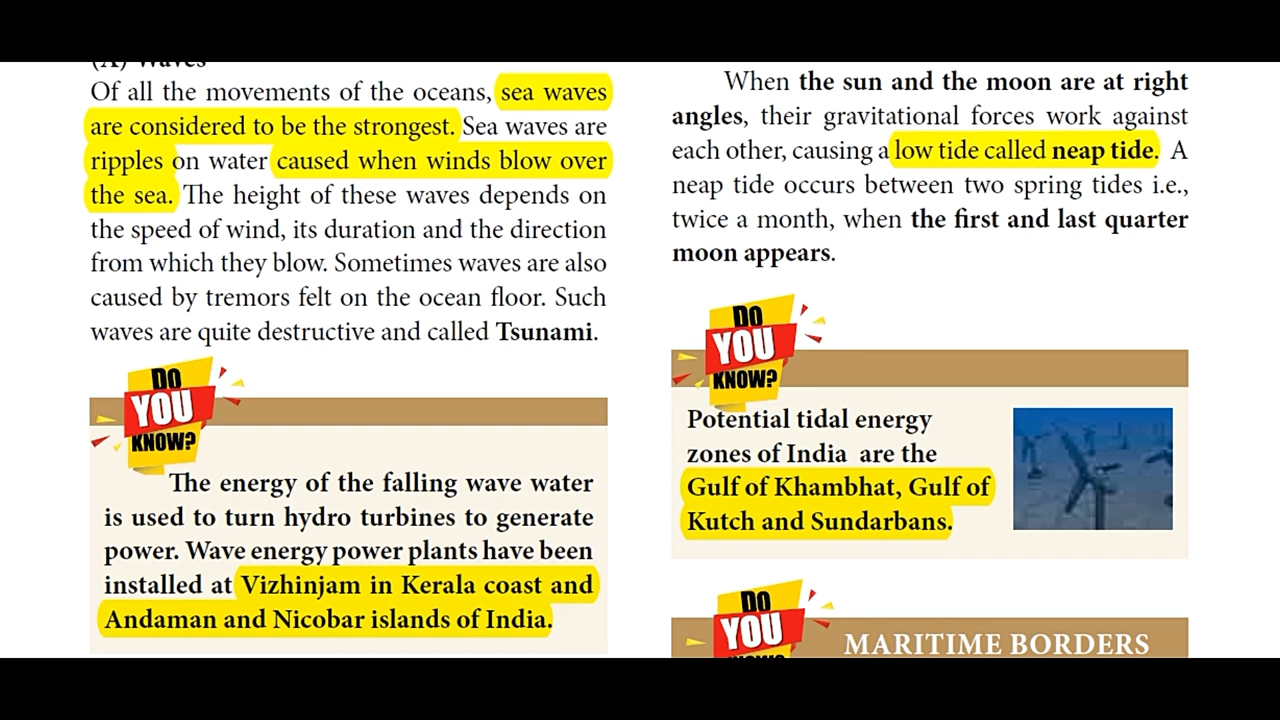 (A) Waves
Of all the movements of the oceans, sea waves
are considered to be the strongest. Sea waves are
ripples on water caused when winds blow over
the sea. The height of these waves depends on
the speed of wind, its duration and the direction
from which they blow. Sometimes waves are also
caused by tremors felt on the ocean floor. Such
waves are quite destructive and called Tsunami.
DO
YOU
KNOW?
The energy of the falling wave water
is used to turn hydro turbines to generate
power. Wave energy power plants have been
installed at Vizhinjam in Kerala coast and
Andaman and Nicobar islands of India.
When the sun and the moon are at right
angles, their gravitational forces work against
each other, causing a low tide called neap tide. A
neap tide occurs between two spring tides i.e.,
twice a month, when the first and last quarter
moon appears.
DO
YOU
KNOW?
Potential tidal energy
zones of India are the
Gulf of Khambhat, Gulf of
Kutch and Sundarbans.
DO
YOU
KNOW?
MARITIME BORDERS